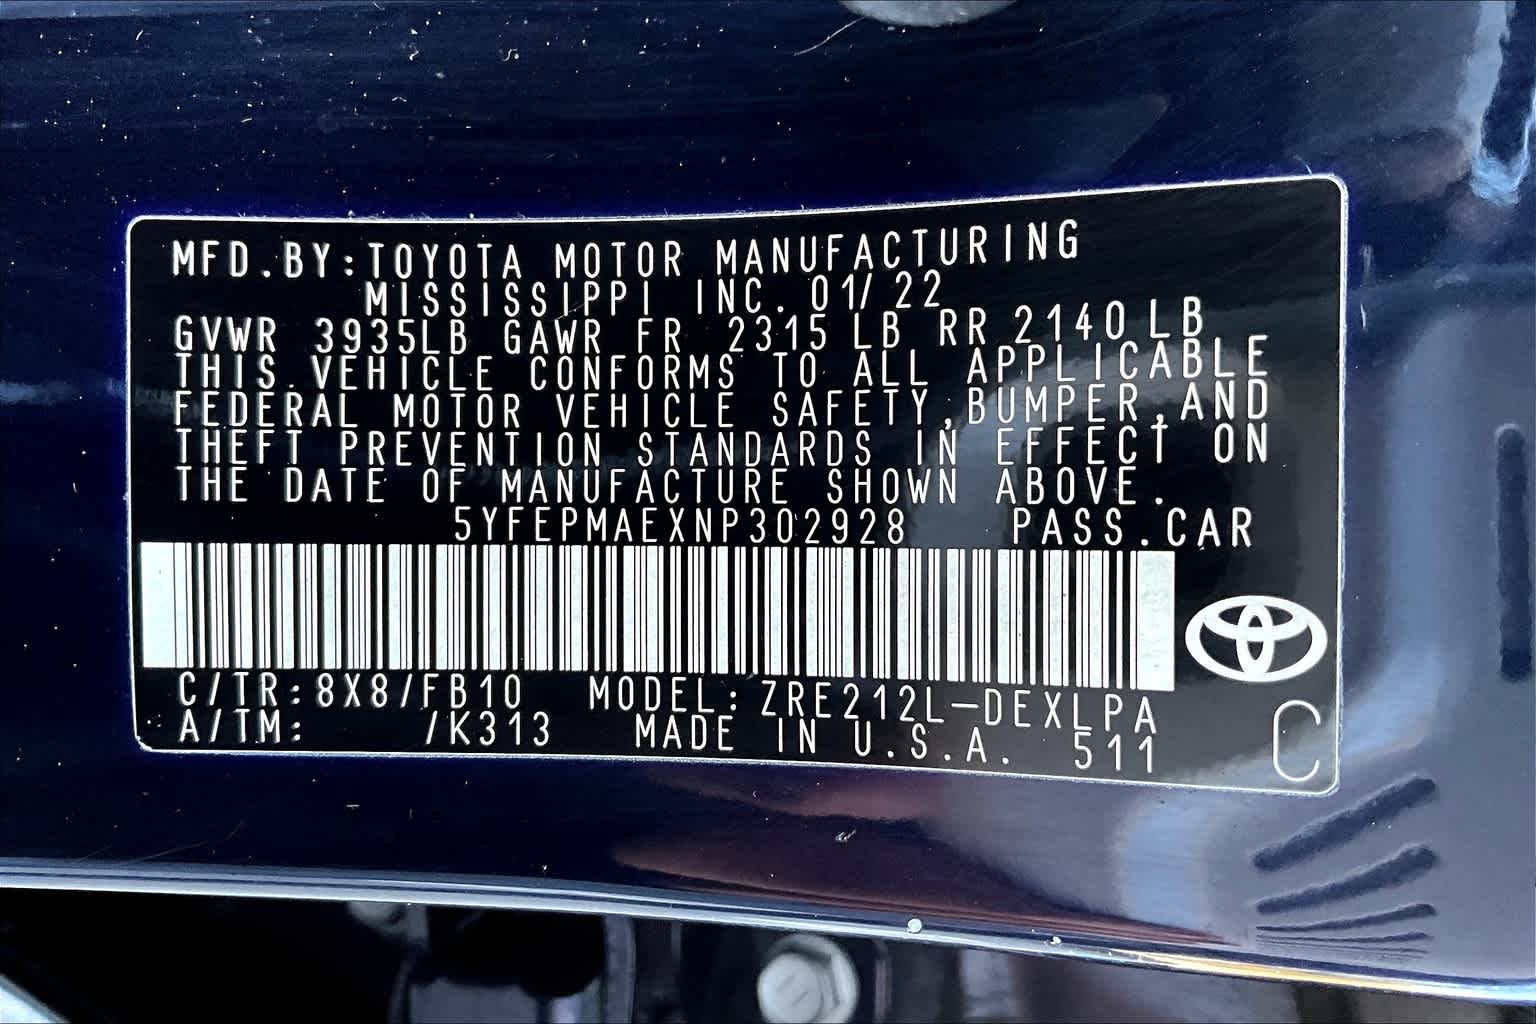 MFD.BY:TOYOTA MOTOR MANUFACTURING
MISSISSIPPI INC. 01/22
GVWR 3935LB GAWR FR 2315 LB RR 2140 LB
THIS VEHICLE CONFORMS TO ALL APPLICABLE
FEDERAL MOTOR VEHICLE SAFETY,BUMPER,AND
THEFT PREVENTION STANDARDS IN EFFECT ON
THE DATE OF MANUFACTURE SHOWN ABOVE.
5YFEPMAEXNP302928 PASS.CAR
C/TR:8X8/FB10 MODEL:ZRE212L-DEXLPA
A/TM: /K313 MADE IN U.S.A. 511
C